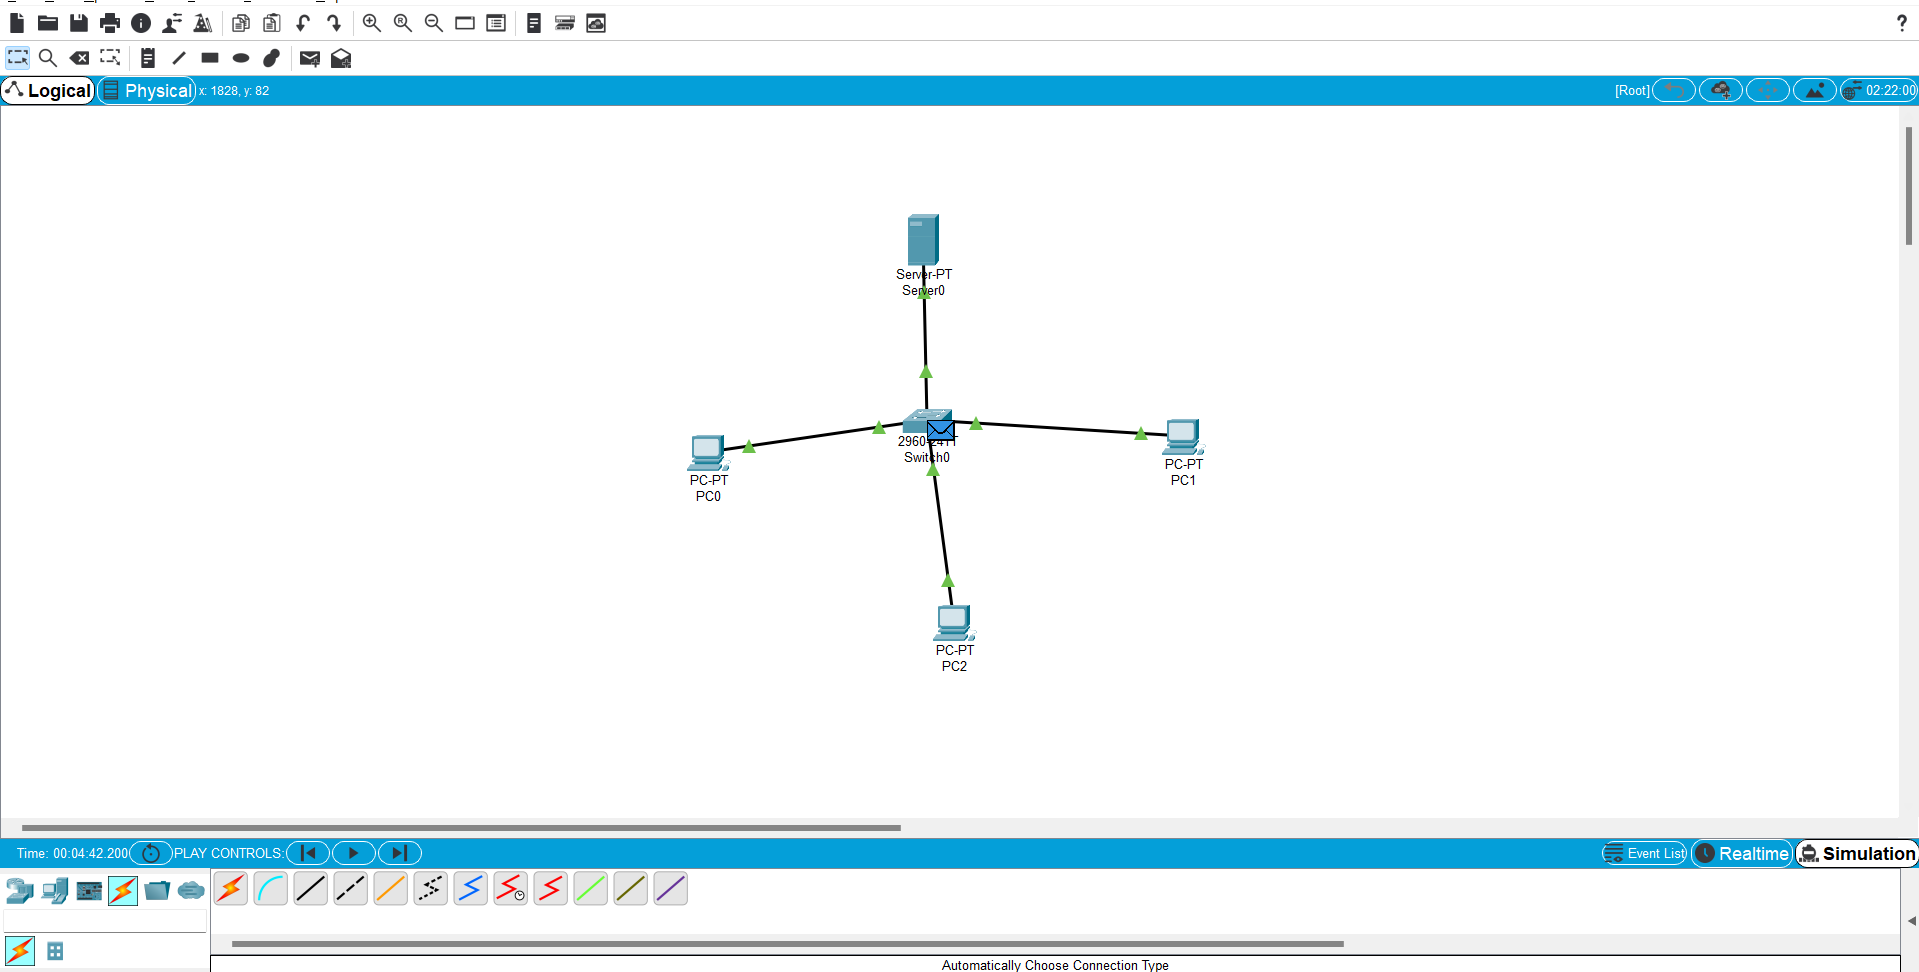 ?
Logical
Physical
x: 1828, y: 82
[Root]
02:22:00
Server-PT
Server0
2960-24TT
Switch0
PC-PT
PC0
PC-PT
PC1
PC-PT
PC2
Time: 00:04:42.200
PLAY CONTROLS:
Event List
Realtime
Simulation
Automatically Choose Connection Type